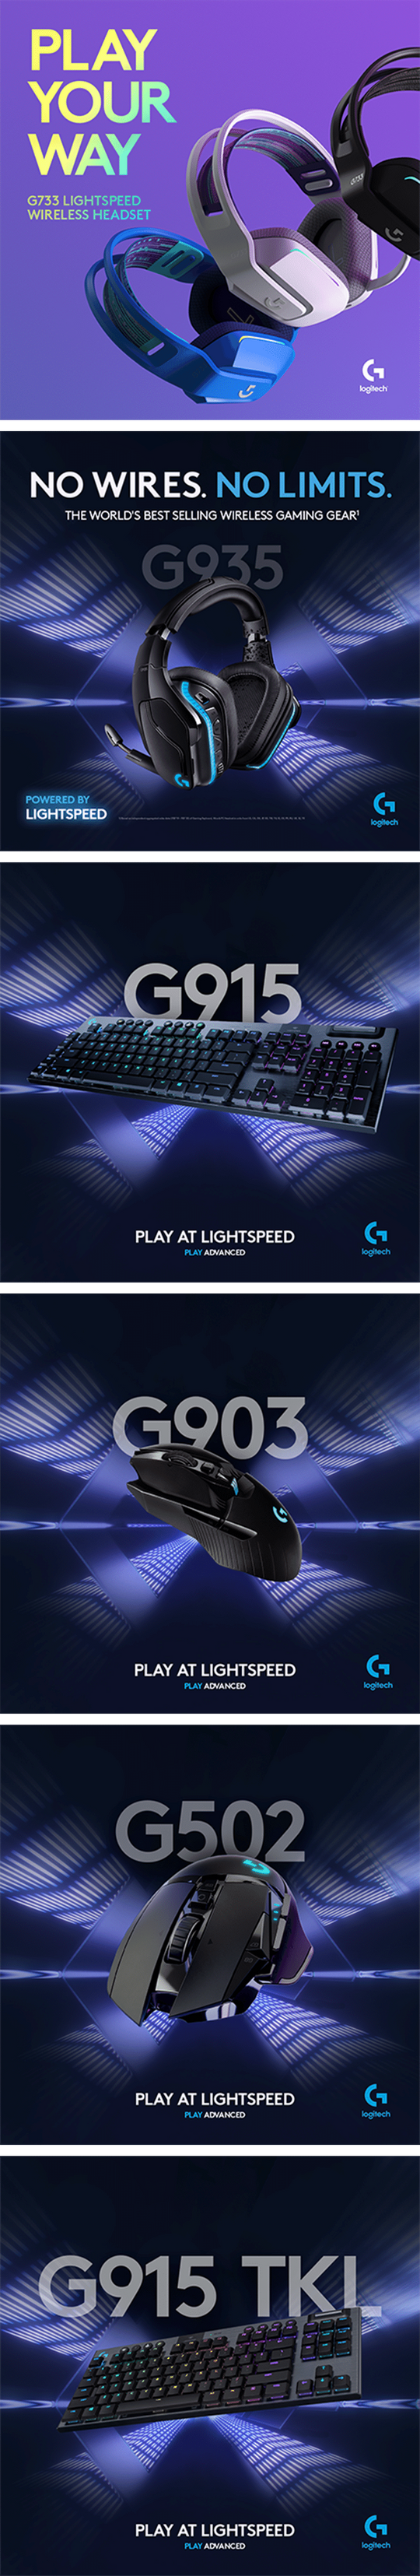 PLAY
YOUR
WAY
G733 LIGHTSPEED
WIRELESS HEADSET
G733
logitech
NO WIRES. NO LIMITS.
THE WORLD'S BEST SELLING WIRELESS GAMING GEAR¹
G935
POWERED BY
LIGHTSPEED
logitech
G915
PLAY AT LIGHTSPEED
PLAY ADVANCED
logitech
G903
PLAY AT LIGHTSPEED
PLAY ADVANCED
logitech
G502
PLAY AT LIGHTSPEED
PLAY ADVANCED
logitech
G915 TKL
PLAY AT LIGHTSPEED
PLAY ADVANCED
logitech